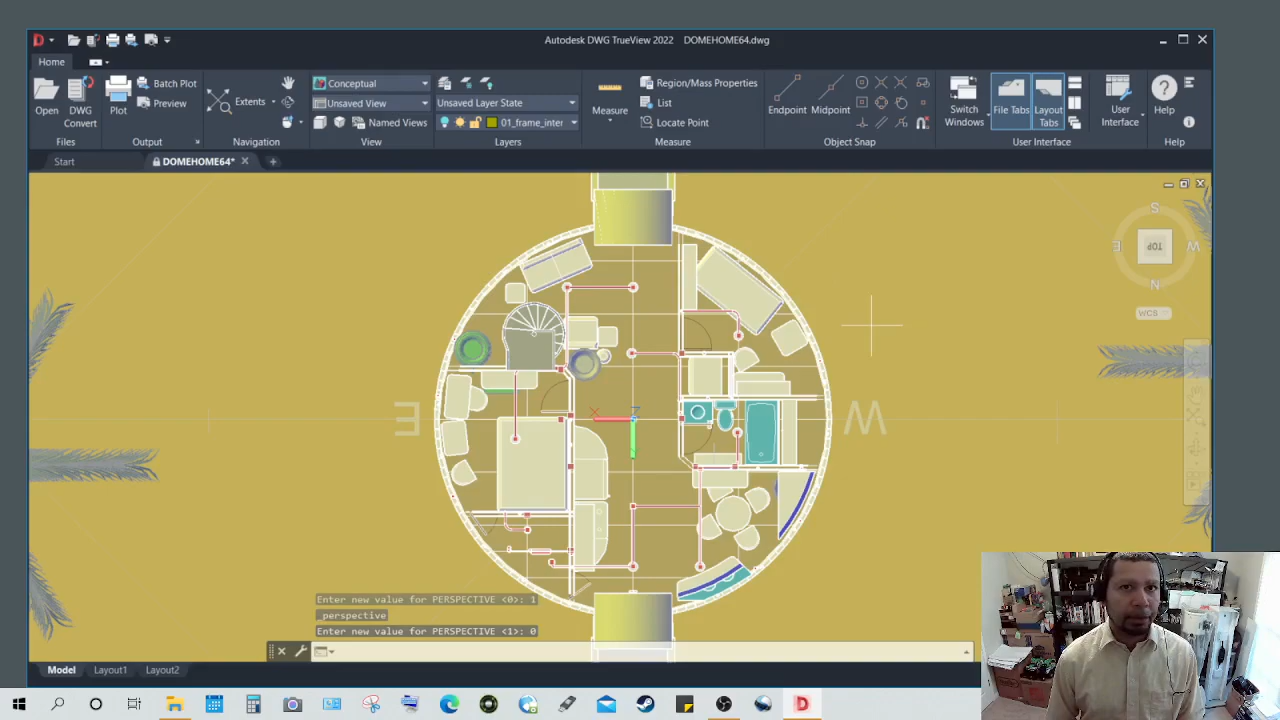 Autodesk DWG TrueView 2022 DOMEHOME64.dwg
Home
Open
DWG
Convert
Files
Plot
Batch Plot
Preview
Output
Extents
Navigation
Conceptual
Unsaved View
Named Views
View
Unsaved Layer State
01_frame_inter
Layers
Measure
Region/Mass Properties
List
Locate Point
Measure
Endpoint
Midpoint
Object Snap
Switch
Windows
File Tabs
Layout
Tabs
User
Interface
User Interface
Help
Help
Start
DOMEHOME64*
S
E
TOP
W
N
WCS
E
W
X
Enter new value for PERSPECTIVE <0>: 1
_perspective
Enter new value for PERSPECTIVE <1>: 0
Model
Layout1
Layout2